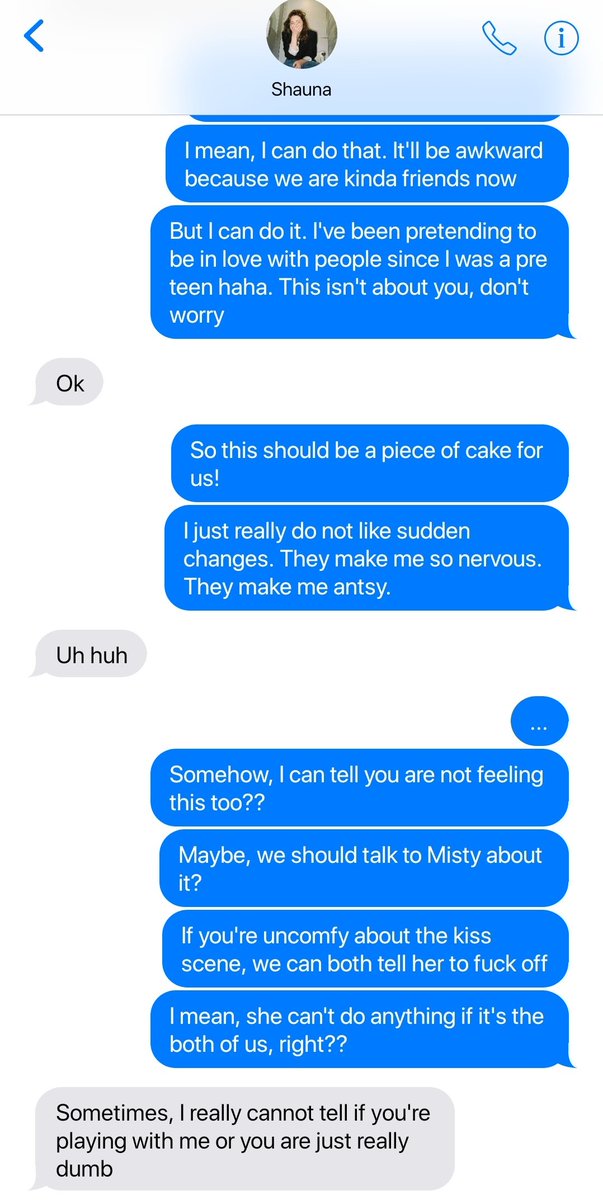 Shauna
I mean, I can do that. It'll be awkward
because we are kinda friends now
But I can do it. I've been pretending to
be in love with people since I was a pre
teen haha. This isn't about you, don't
worry
Ok
So this should be a piece of cake for
us!
I just really do not like sudden
changes. They make me so nervous.
They make me antsy.
Uh huh
...
Somehow, I can tell you are not feeling
this too??
Maybe, we should talk to Misty about
it?
If you're uncomfy about the kiss
scene, we can both tell her to fuck off
I mean, she can't do anything if it's the
both of us, right??
Sometimes, I really cannot tell if you're
playing with me or you are just really
dumb